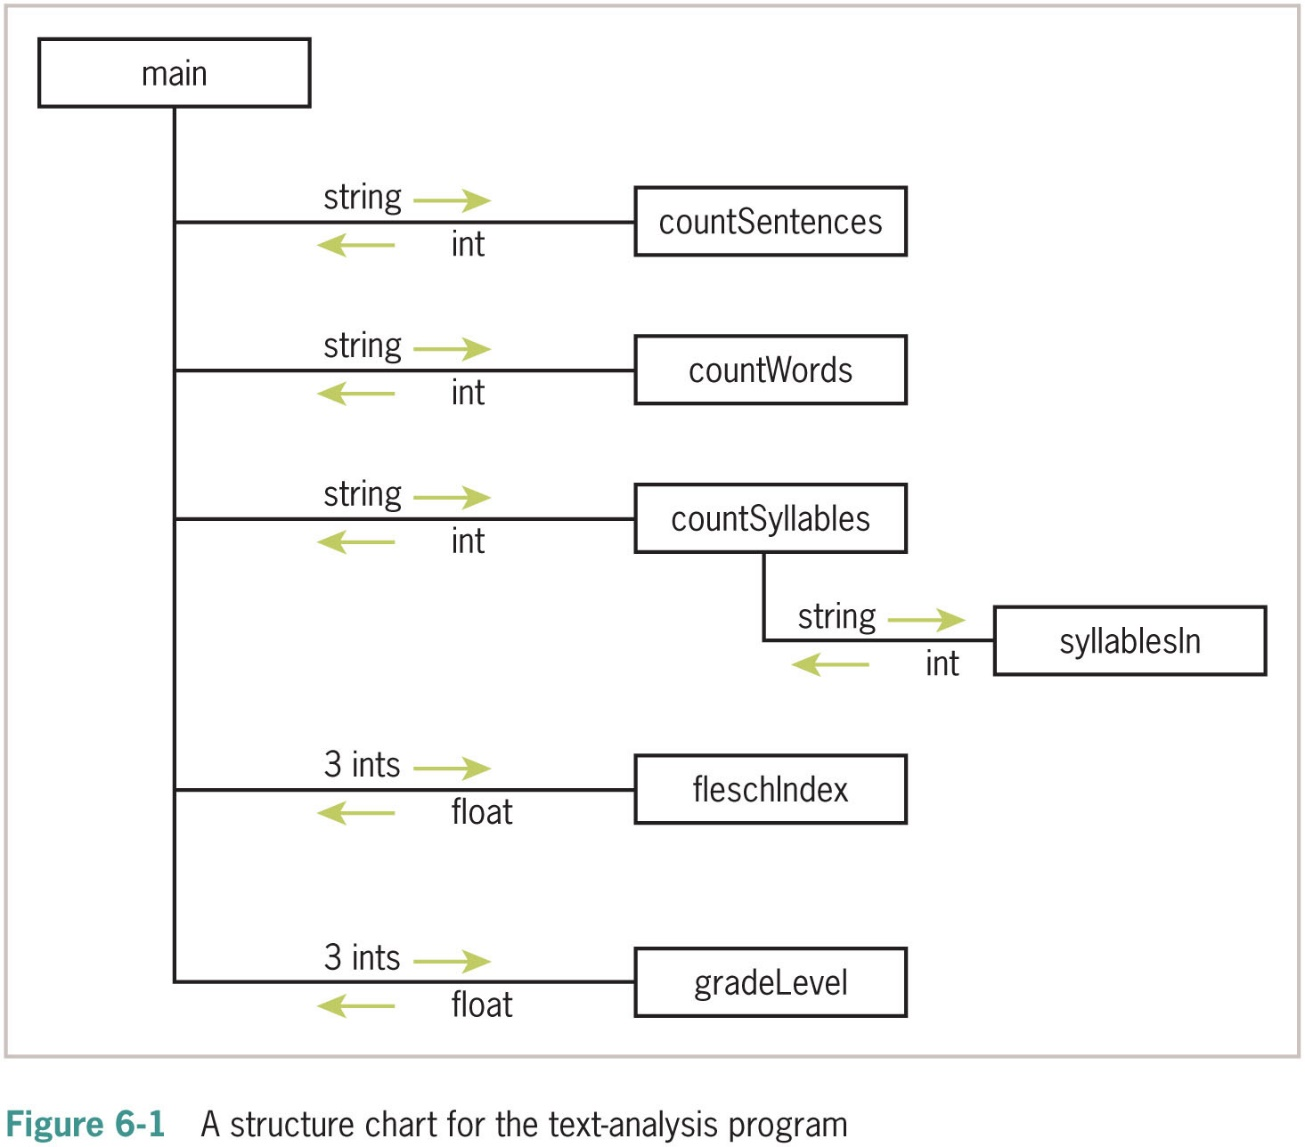 main
string
countSentences
int
string
countWords
int
string
countSyllables
int
string
syllablesIn
int
3 ints
fleschIndex
float
3 ints
gradeLevel
float
Figure 6-1 A structure chart for the text-analysis program